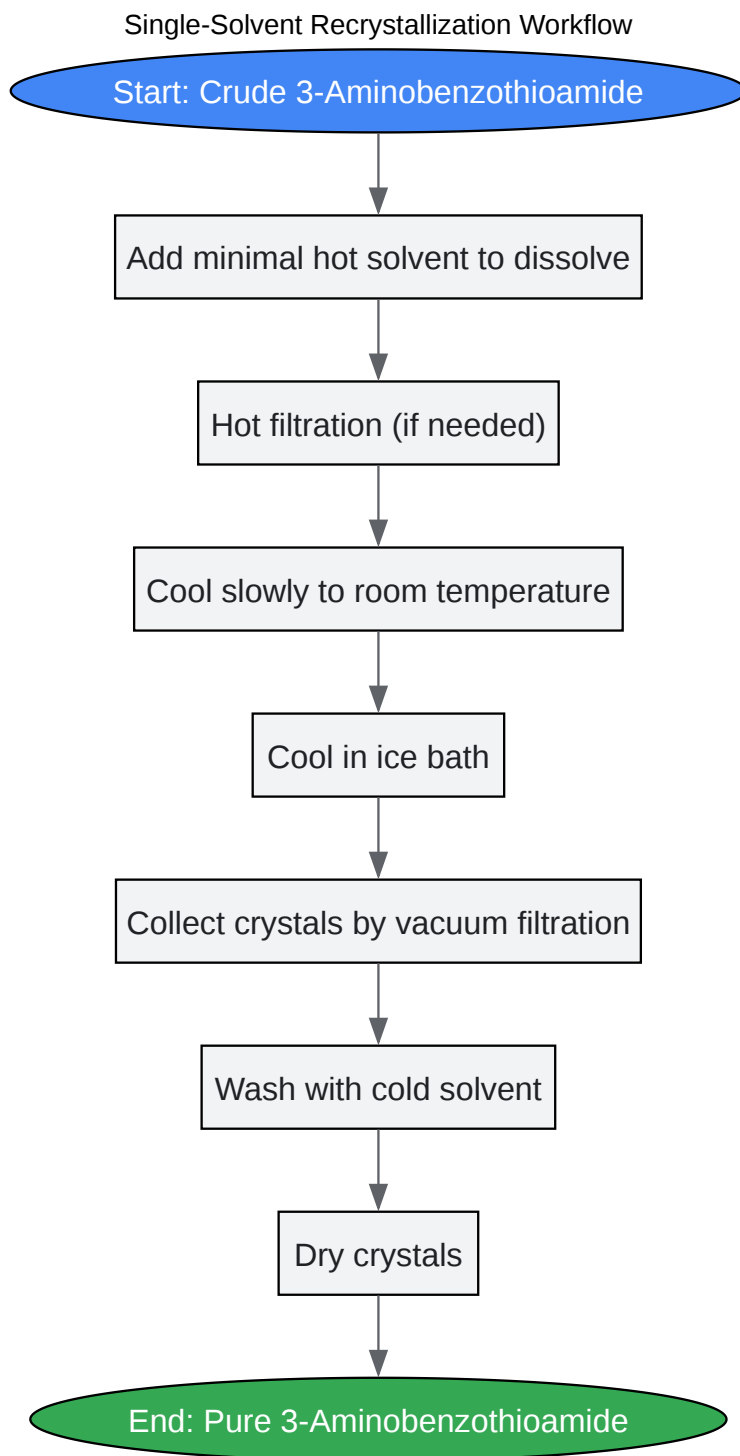 Single-Solvent Recrystallization Workflow
Start: Crude 3-Aminobenzothioamide
Add minimal hot solvent to dissolve
Hot filtration (if needed)
Cool slowly to room temperature
Cool in ice bath
Collect crystals by vacuum filtration
Wash with cold solvent
Dry crystals
End: Pure 3-Aminobenzothioamide